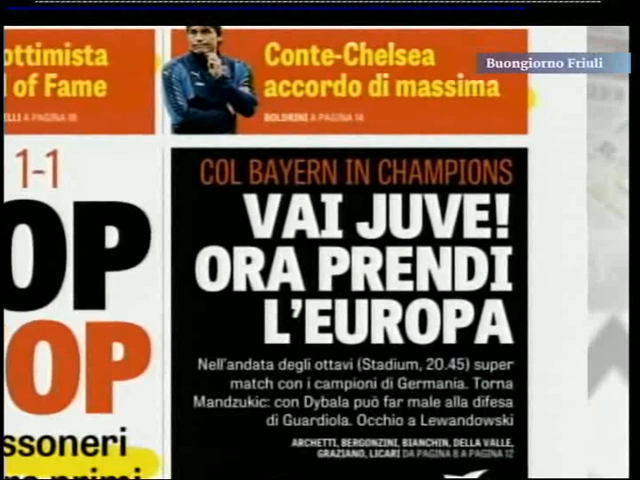 ottimista
of Fame
A PAGINA 18
Conte-Chelsea
accordo di massima
BOLDRINI A PAGINA 14
Buongiorno Friuli
1-1
OP
OP
ssoneri
primi
COL BAYERN IN CHAMPIONS
VAI JUVE!
ORA PRENDI
L'EUROPA
Nell'andata degli ottavi (Stadium, 20.45) super
match con i campioni di Germania. Torna
Mandzukic: con Dybala può far male alla difesa
di Guardiola. Occhio a Lewandowski
ARCHETTI, BERGONZINI, BIANCHIN, DELLA VALLE,
GRAZIANO, LICARI DA PAGINA 8 A PAGINA 12